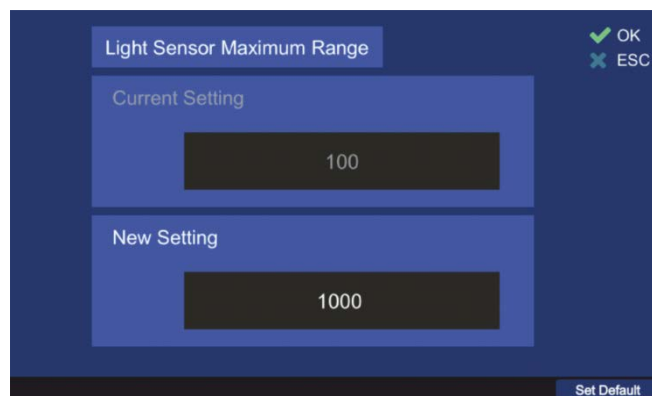 Light Sensor Maximum Range
OK
ESC
Current Setting
100
New Setting
1000
Set Default